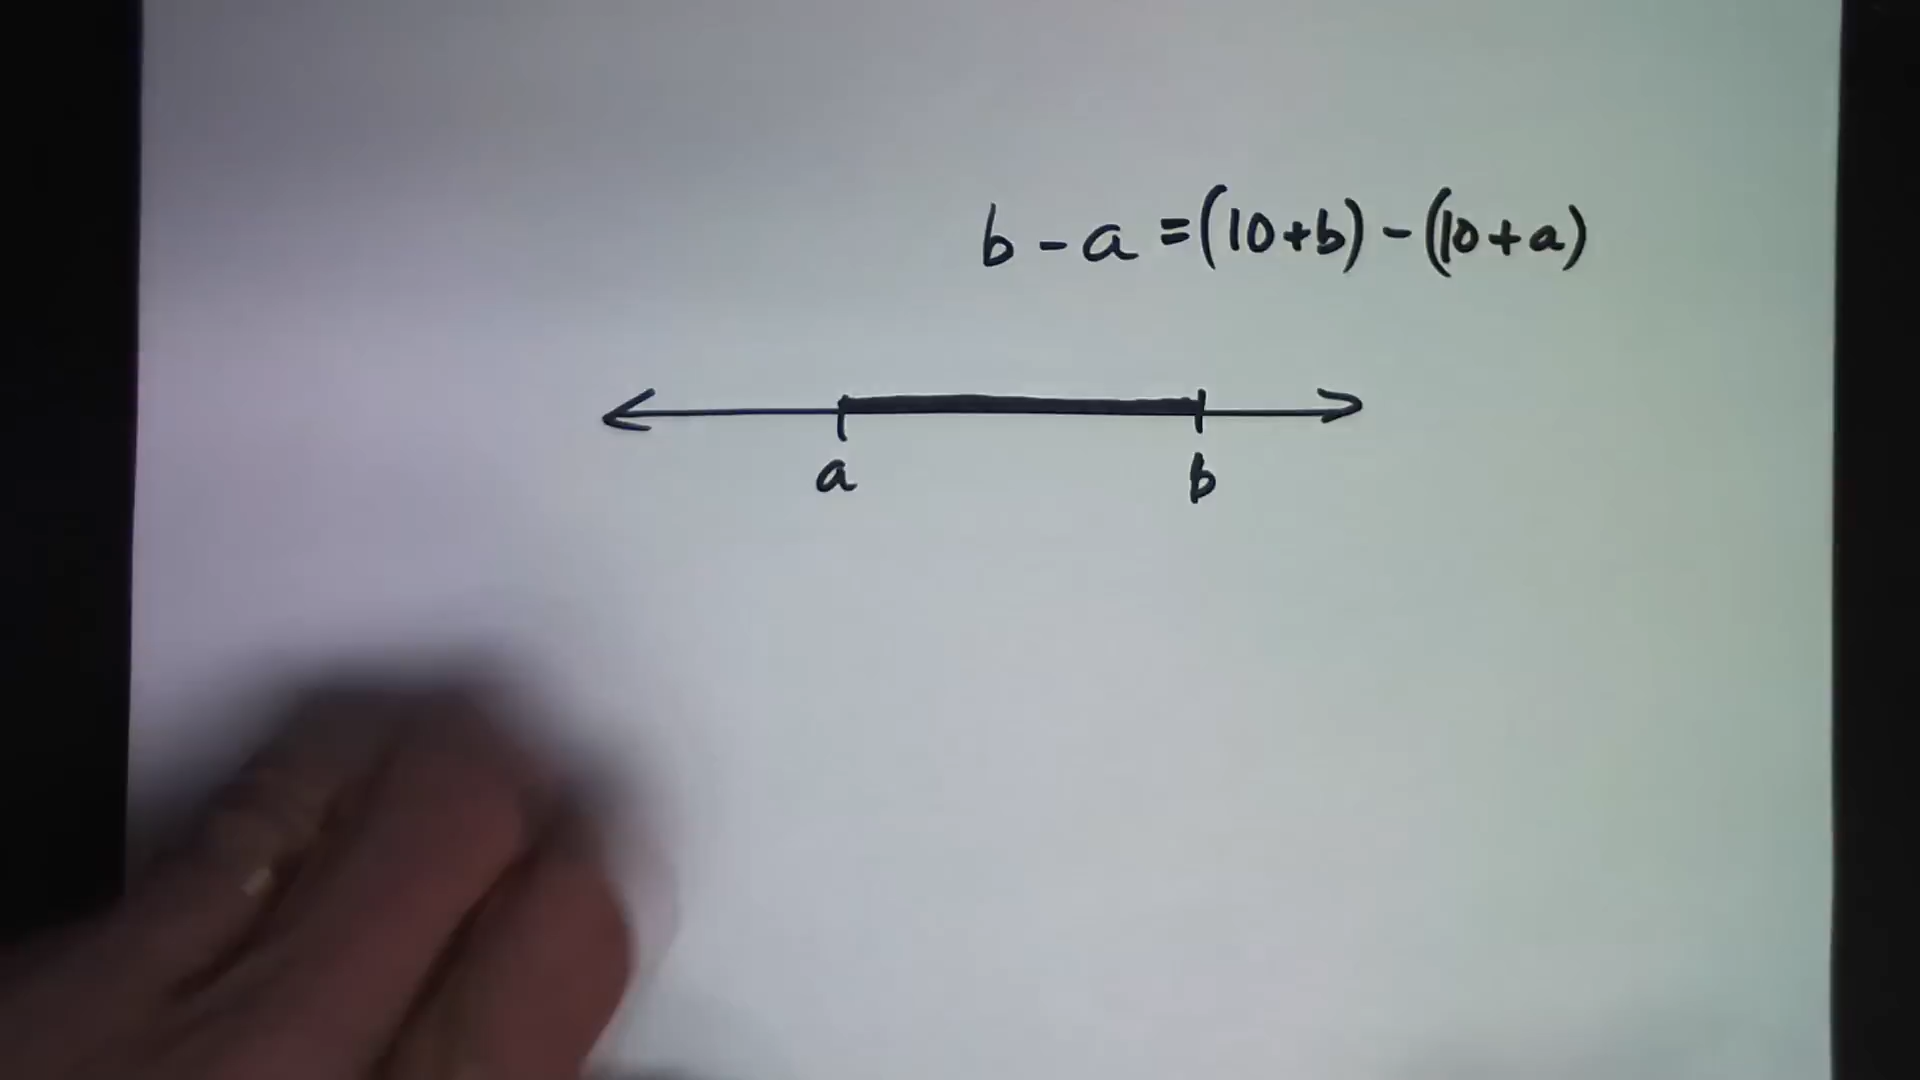 b - a = (10+b) - (10+a)
a b